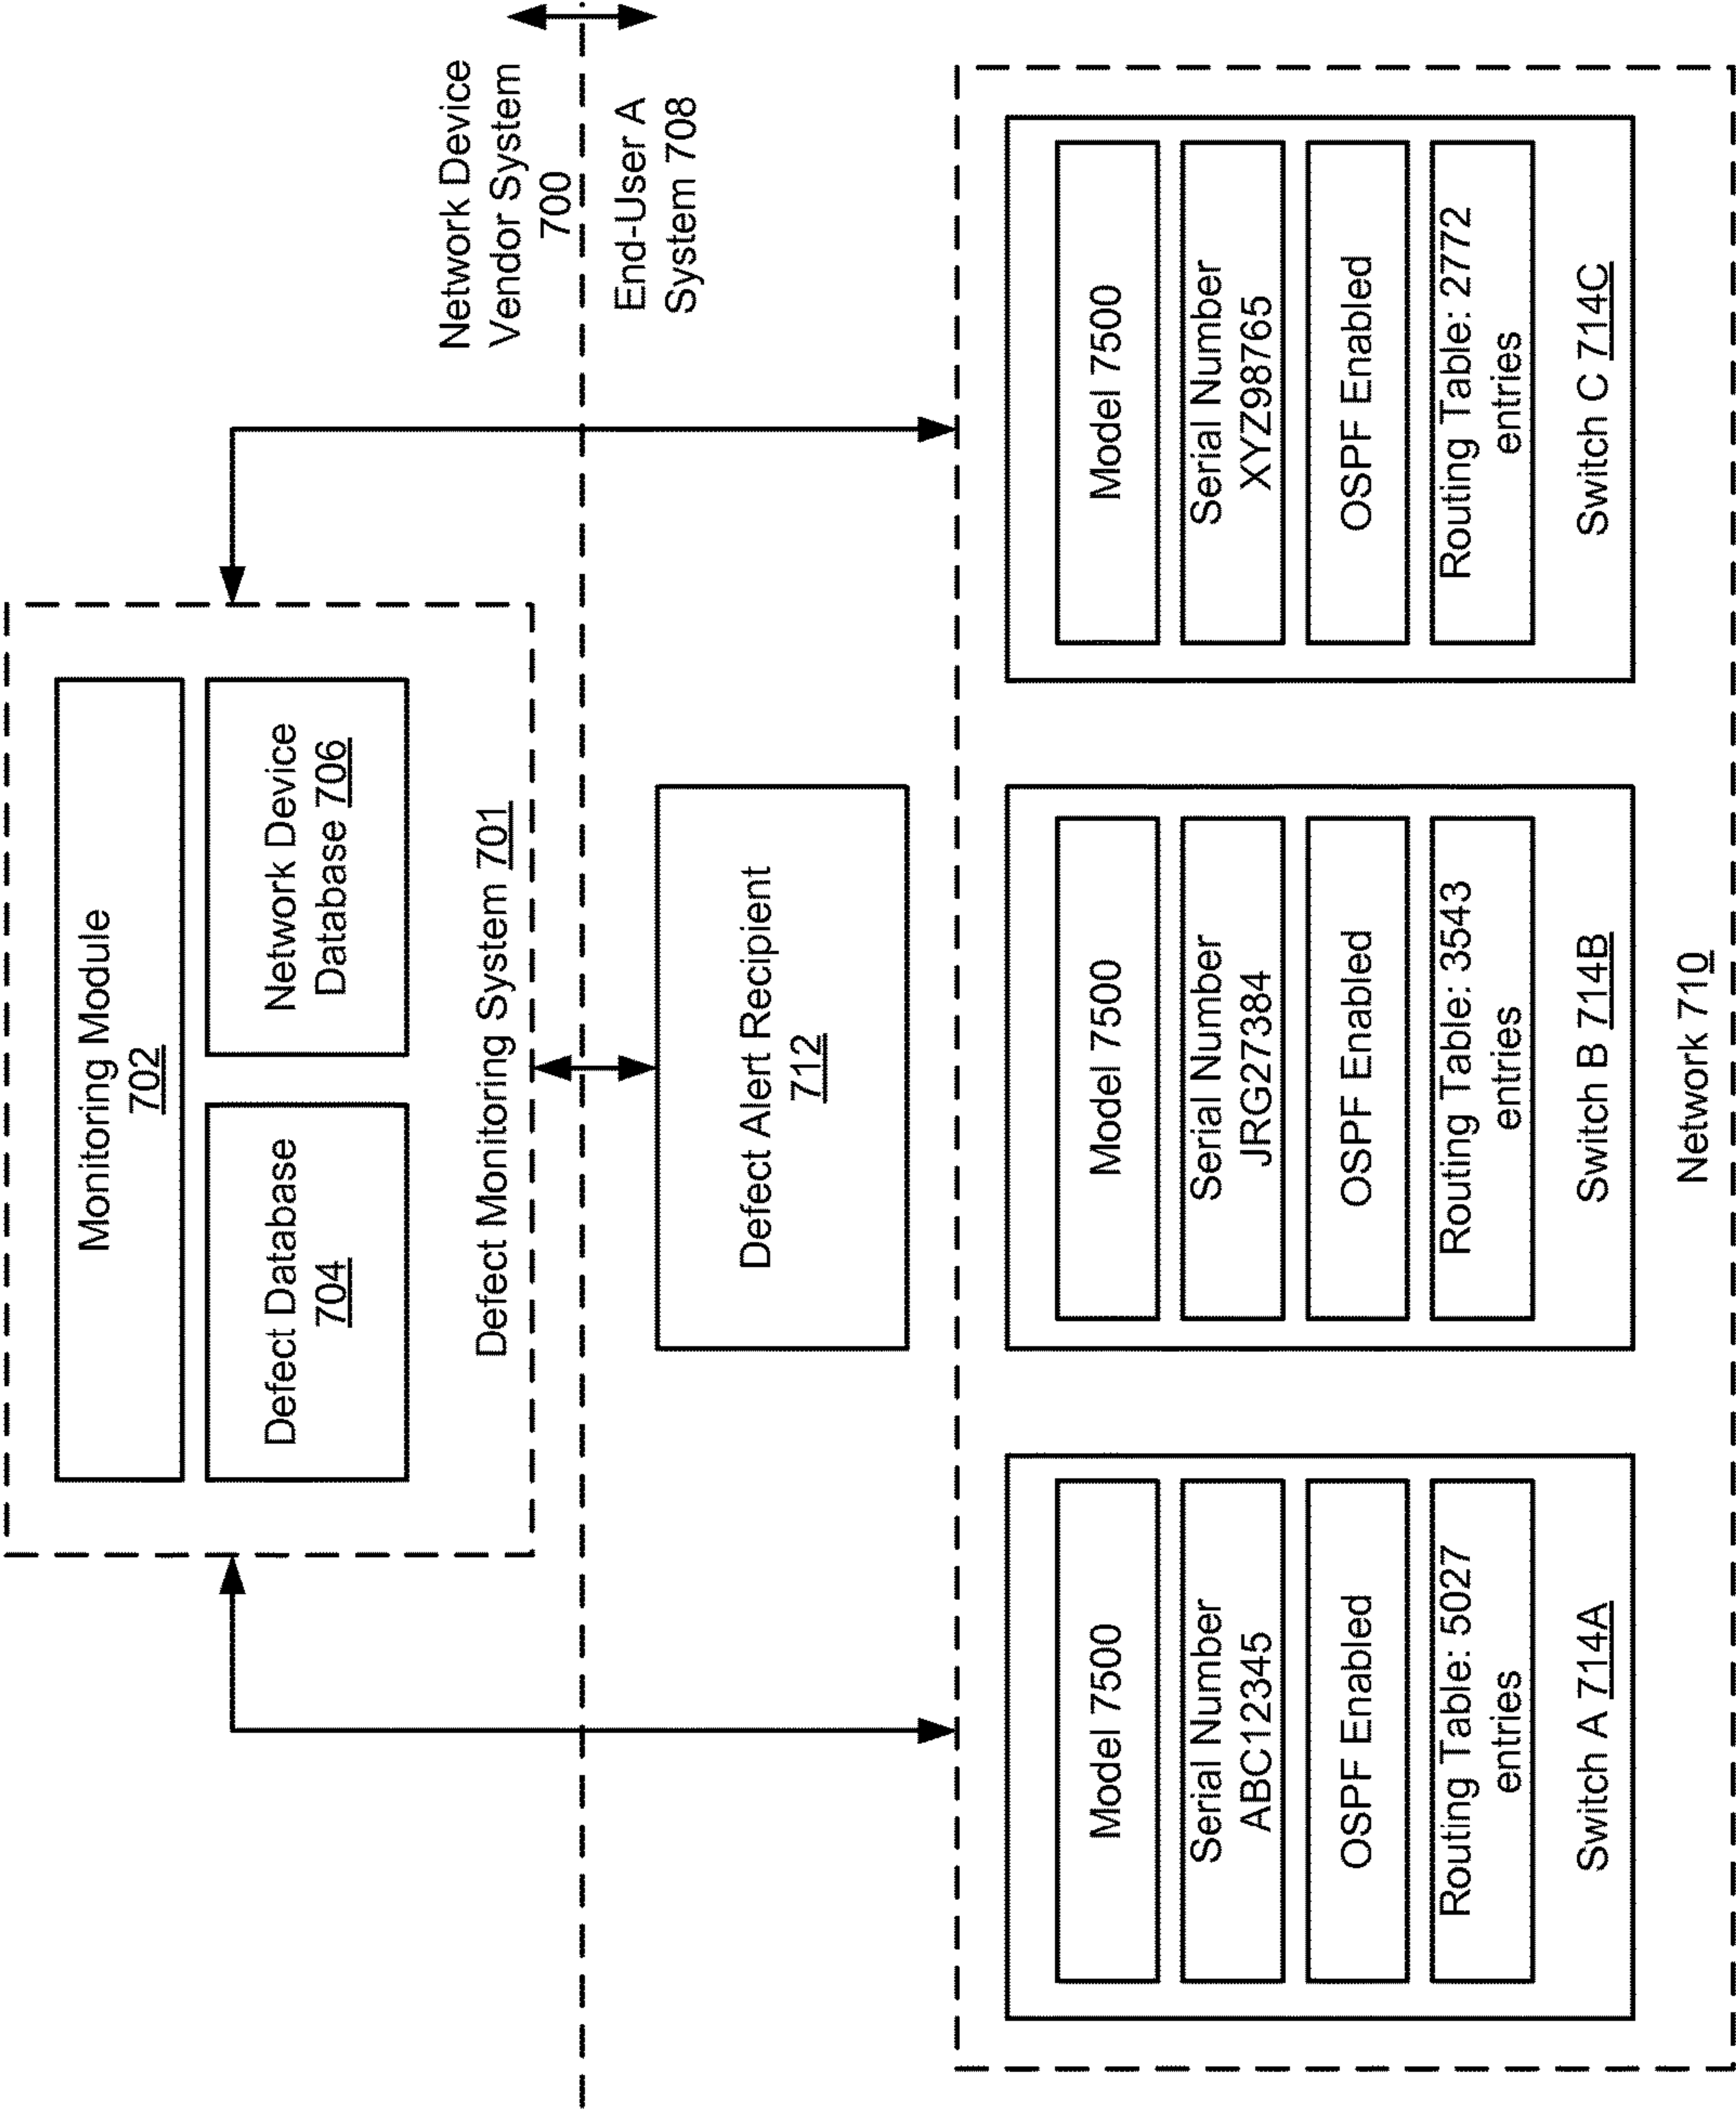 Monitoring Module
702
Defect Database
704
Network Device
Database 706
Defect Monitoring System 701
Network Device
Vendor System
700
End-User A
System 708
Defect Alert Recipient
712
Model 7500
Serial Number
ABC12345
OSPF Enabled
Routing Table: 5027
entries
Switch A 714A
Model 7500
Serial Number
JRG27384
OSPF Enabled
Routing Table: 3543
entries
Switch B 714B
Model 7500
Serial Number
XYZ98765
OSPF Enabled
Routing Table: 2772
entries
Switch C 714C
Network 710